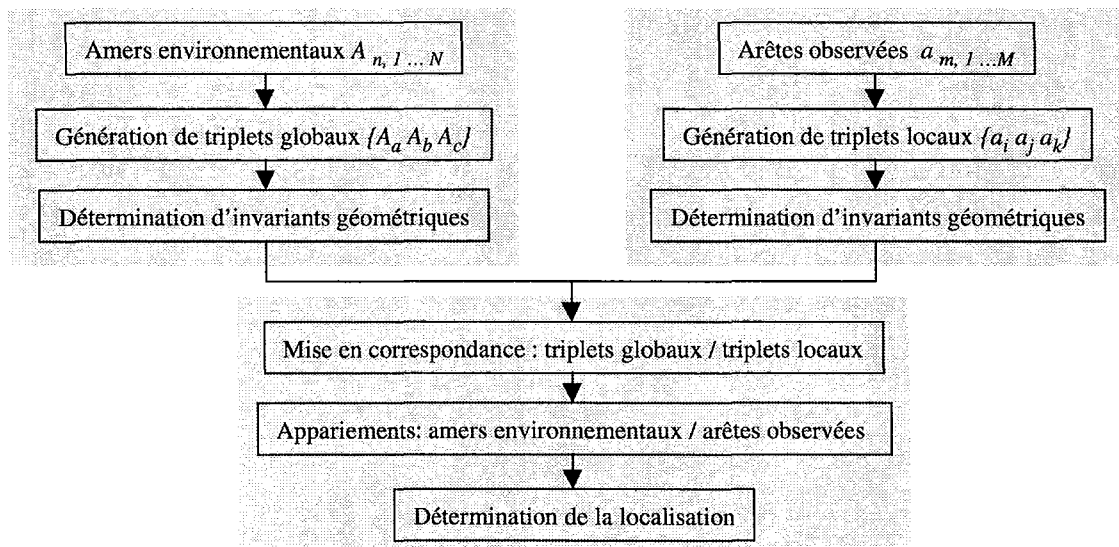 Amers environnementaux A n, 1 ... N
Génération de triplets globaux {A a A b A c}
Détermination d'invariants géométriques
Arêtes observées a m, 1 ...M
Génération de triplets locaux {a i a j a k}
Détermination d'invariants géométriques
Mise en correspondance : triplets globaux / triplets locaux
Appariements: amers environnementaux / arêtes observées
Détermination de la localisation